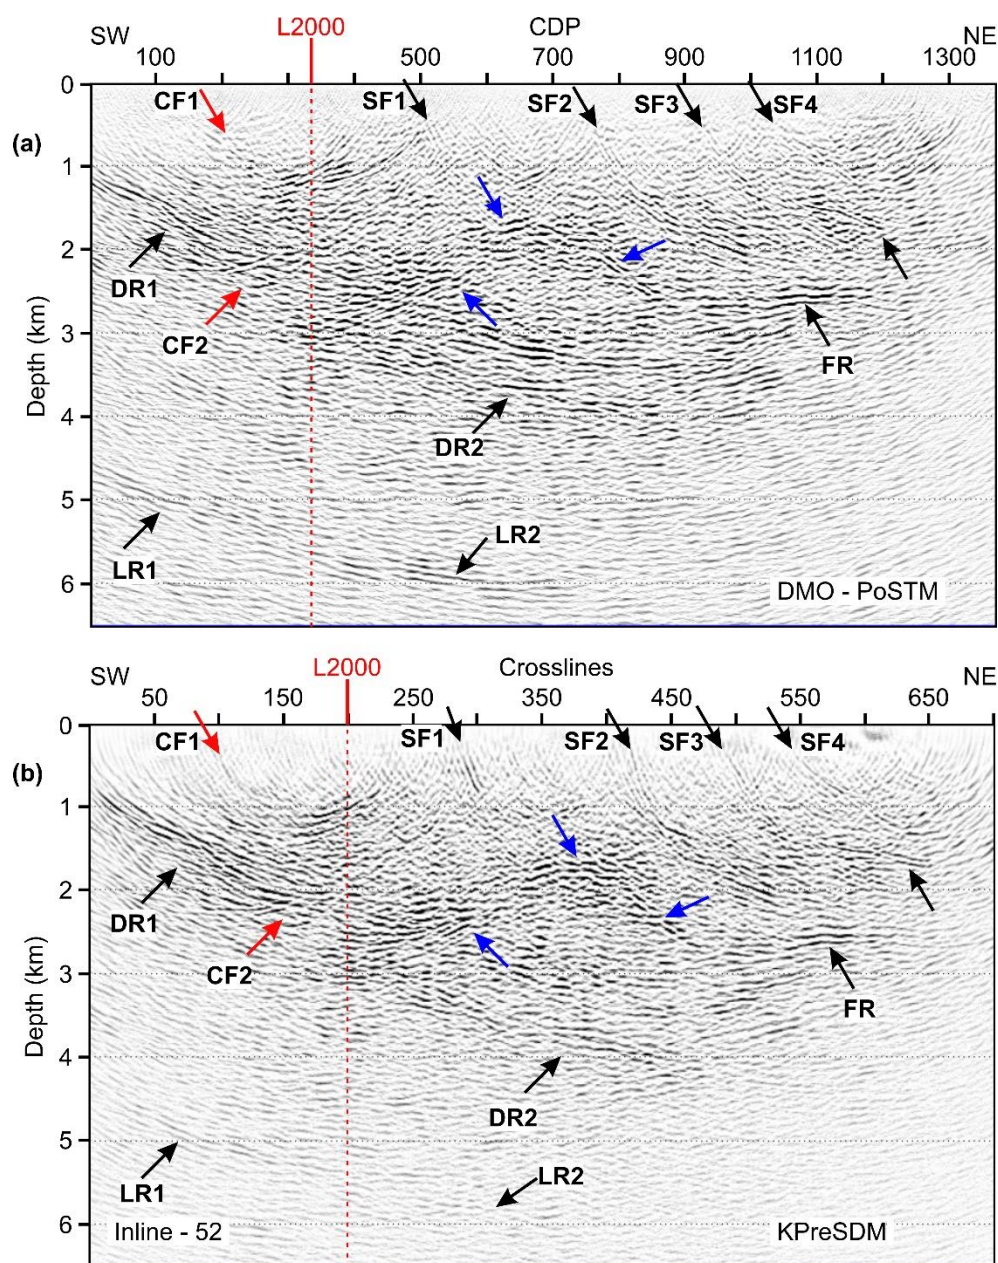 SW L2000 CDP NE
100 500 700 900 1100 1300
0
CF1 SF1 SF2 SF3 SF4
(a)
1
2
DR1
CF2
3
FR
Depth (km)
4
DR2
5
LR1
LR2
6
DMO - PoSTM
SW L2000 Crosslines NE
50 150 250 350 450 550 650
0
CF1 SF1 SF2 SF3 SF4
(b)
1
2
DR1
CF2
3
FR
Depth (km)
4
DR2
5
LR1
LR2
6
Inline - 52 KPreSDM